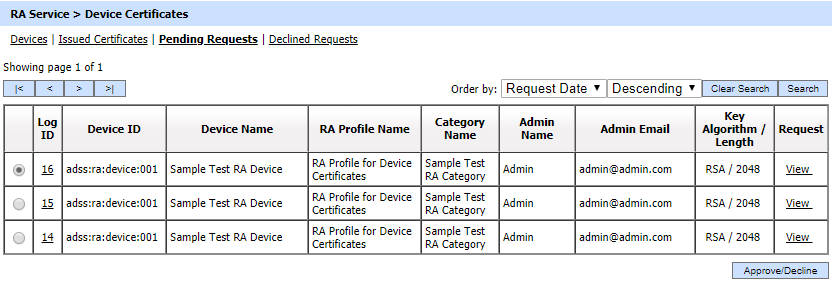 RA Service > Device Certificates
Devices | Issued Certificates | Pending Requests | Declined Requests
Showing page 1 of 1
|< < > >| Order by: Request Date Descending Clear Search Search
Log ID Device ID Device Name RA Profile Name Category Name Admin Name Admin Email Key Algorithm / Length Request
16 adss:ra:device:001 Sample Test RA Device RA Profile for Device Certificates Sample Test RA Category Admin admin@admin.com RSA / 2048 View
15 adss:ra:device:001 Sample Test RA Device RA Profile for Device Certificates Sample Test RA Category Admin admin@admin.com RSA / 2048 View
14 adss:ra:device:001 Sample Test RA Device RA Profile for Device Certificates Sample Test RA Category Admin admin@admin.com RSA / 2048 View
Approve/Decline